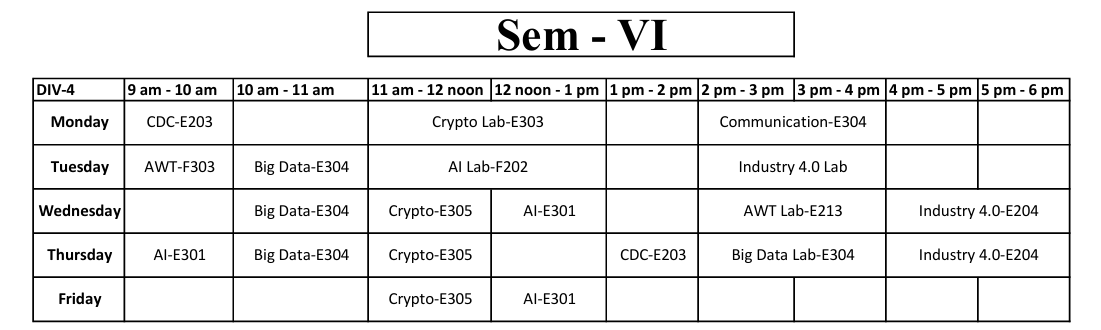 Sem - VI
DIV-4 9 am - 10 am 10 am - 11 am 11 am - 12 noon 12 noon - 1 pm 1 pm - 2 pm 2 pm - 3 pm 3 pm - 4 pm 4 pm - 5 pm 5 pm - 6 pm
Monday CDC-E203 Crypto Lab-E303 Communication-E304
Tuesday AWT-F303 Big Data-E304 AI Lab-F202 Industry 4.0 Lab
Wednesday Big Data-E304 Crypto-E305 AI-E301 AWT Lab-E213 Industry 4.0-E204
Thursday AI-E301 Big Data-E304 Crypto-E305 CDC-E203 Big Data Lab-E304 Industry 4.0-E204
Friday Crypto-E305 AI-E301